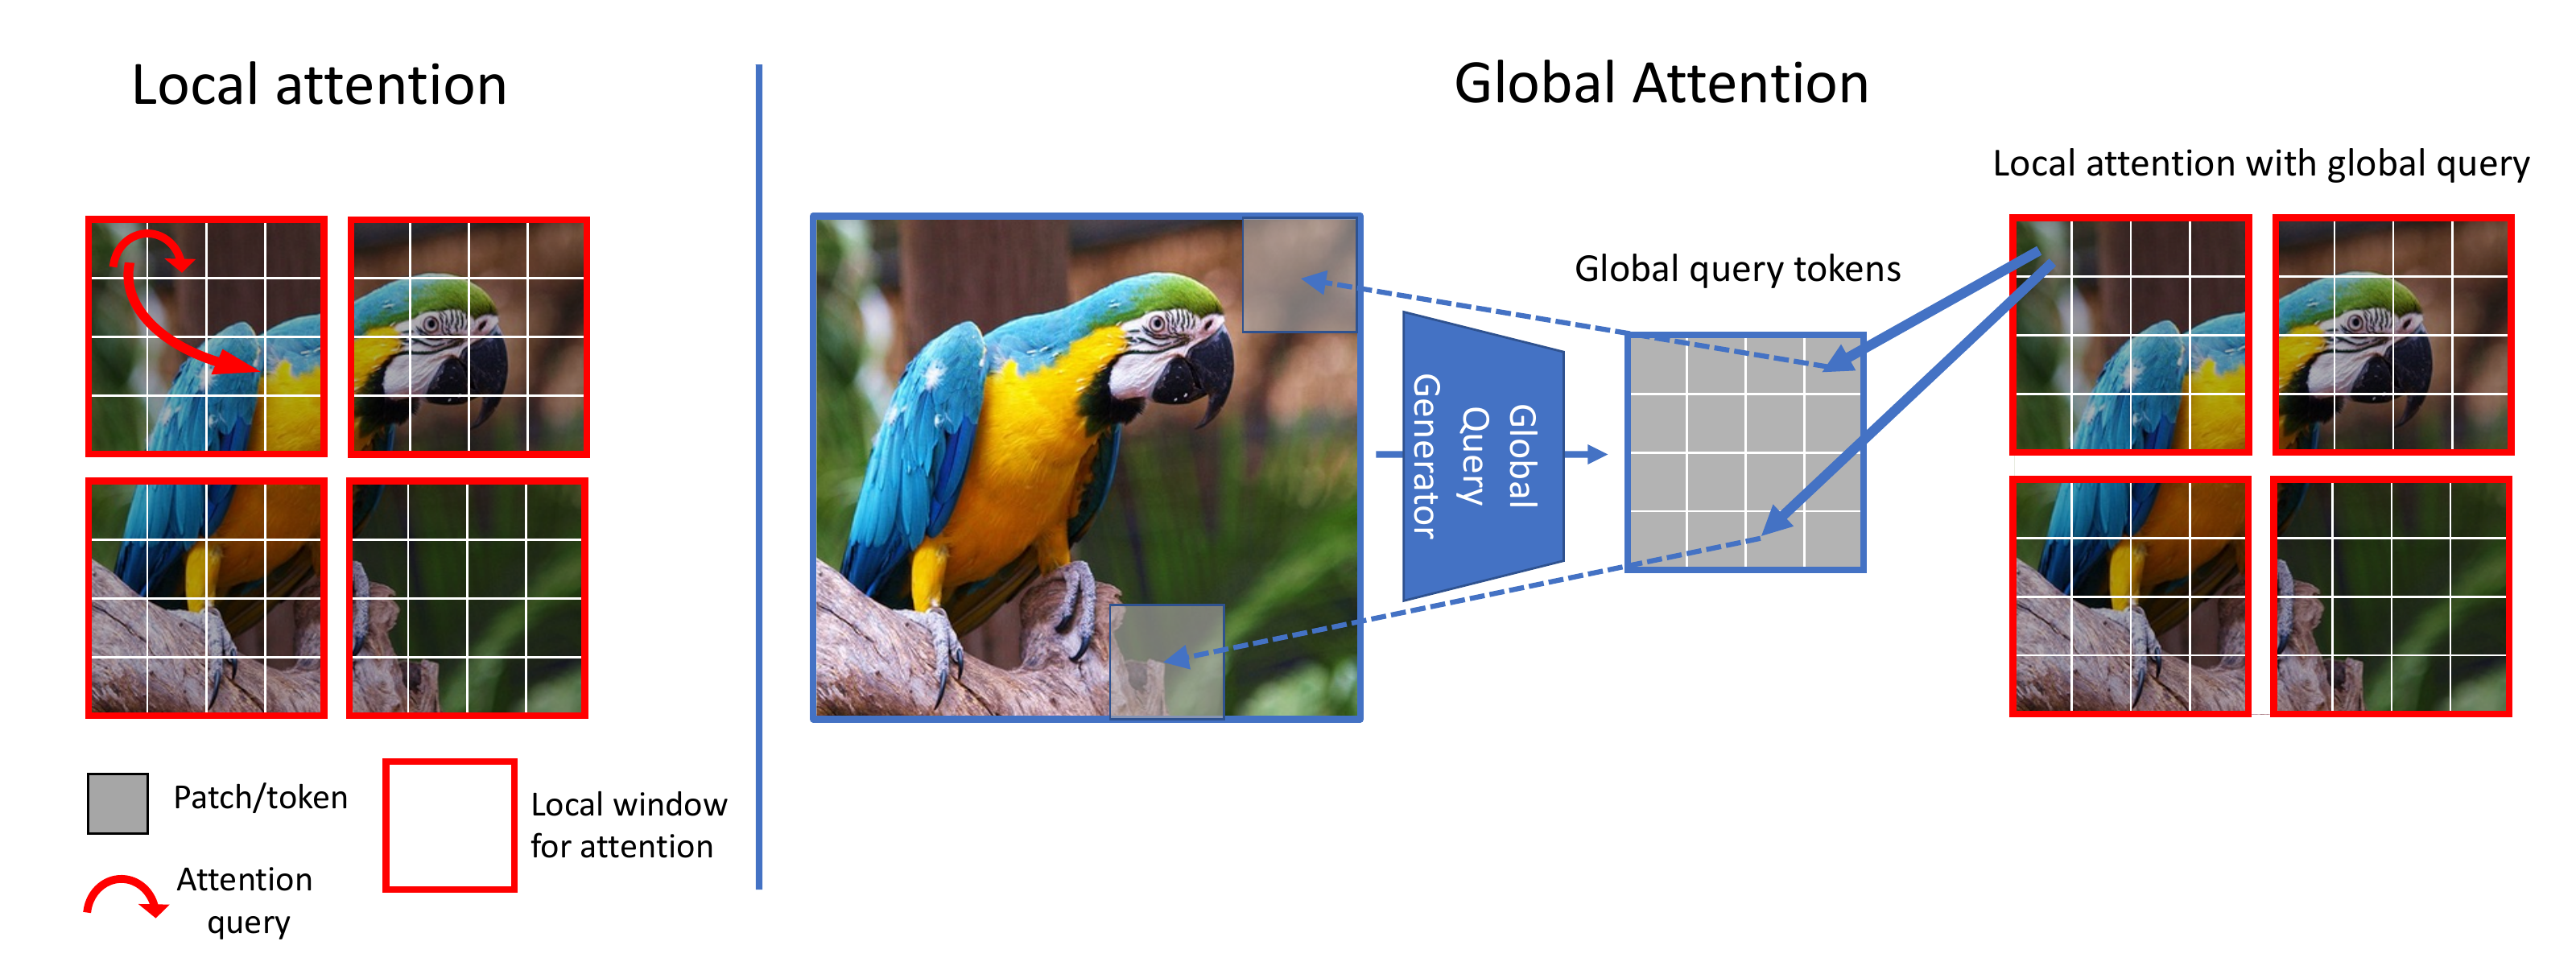 Local attention
Global Attention
Local attention with global query
Global query tokens
Global
Query
Generator
Patch/token
Local window
for attention
Attention
query